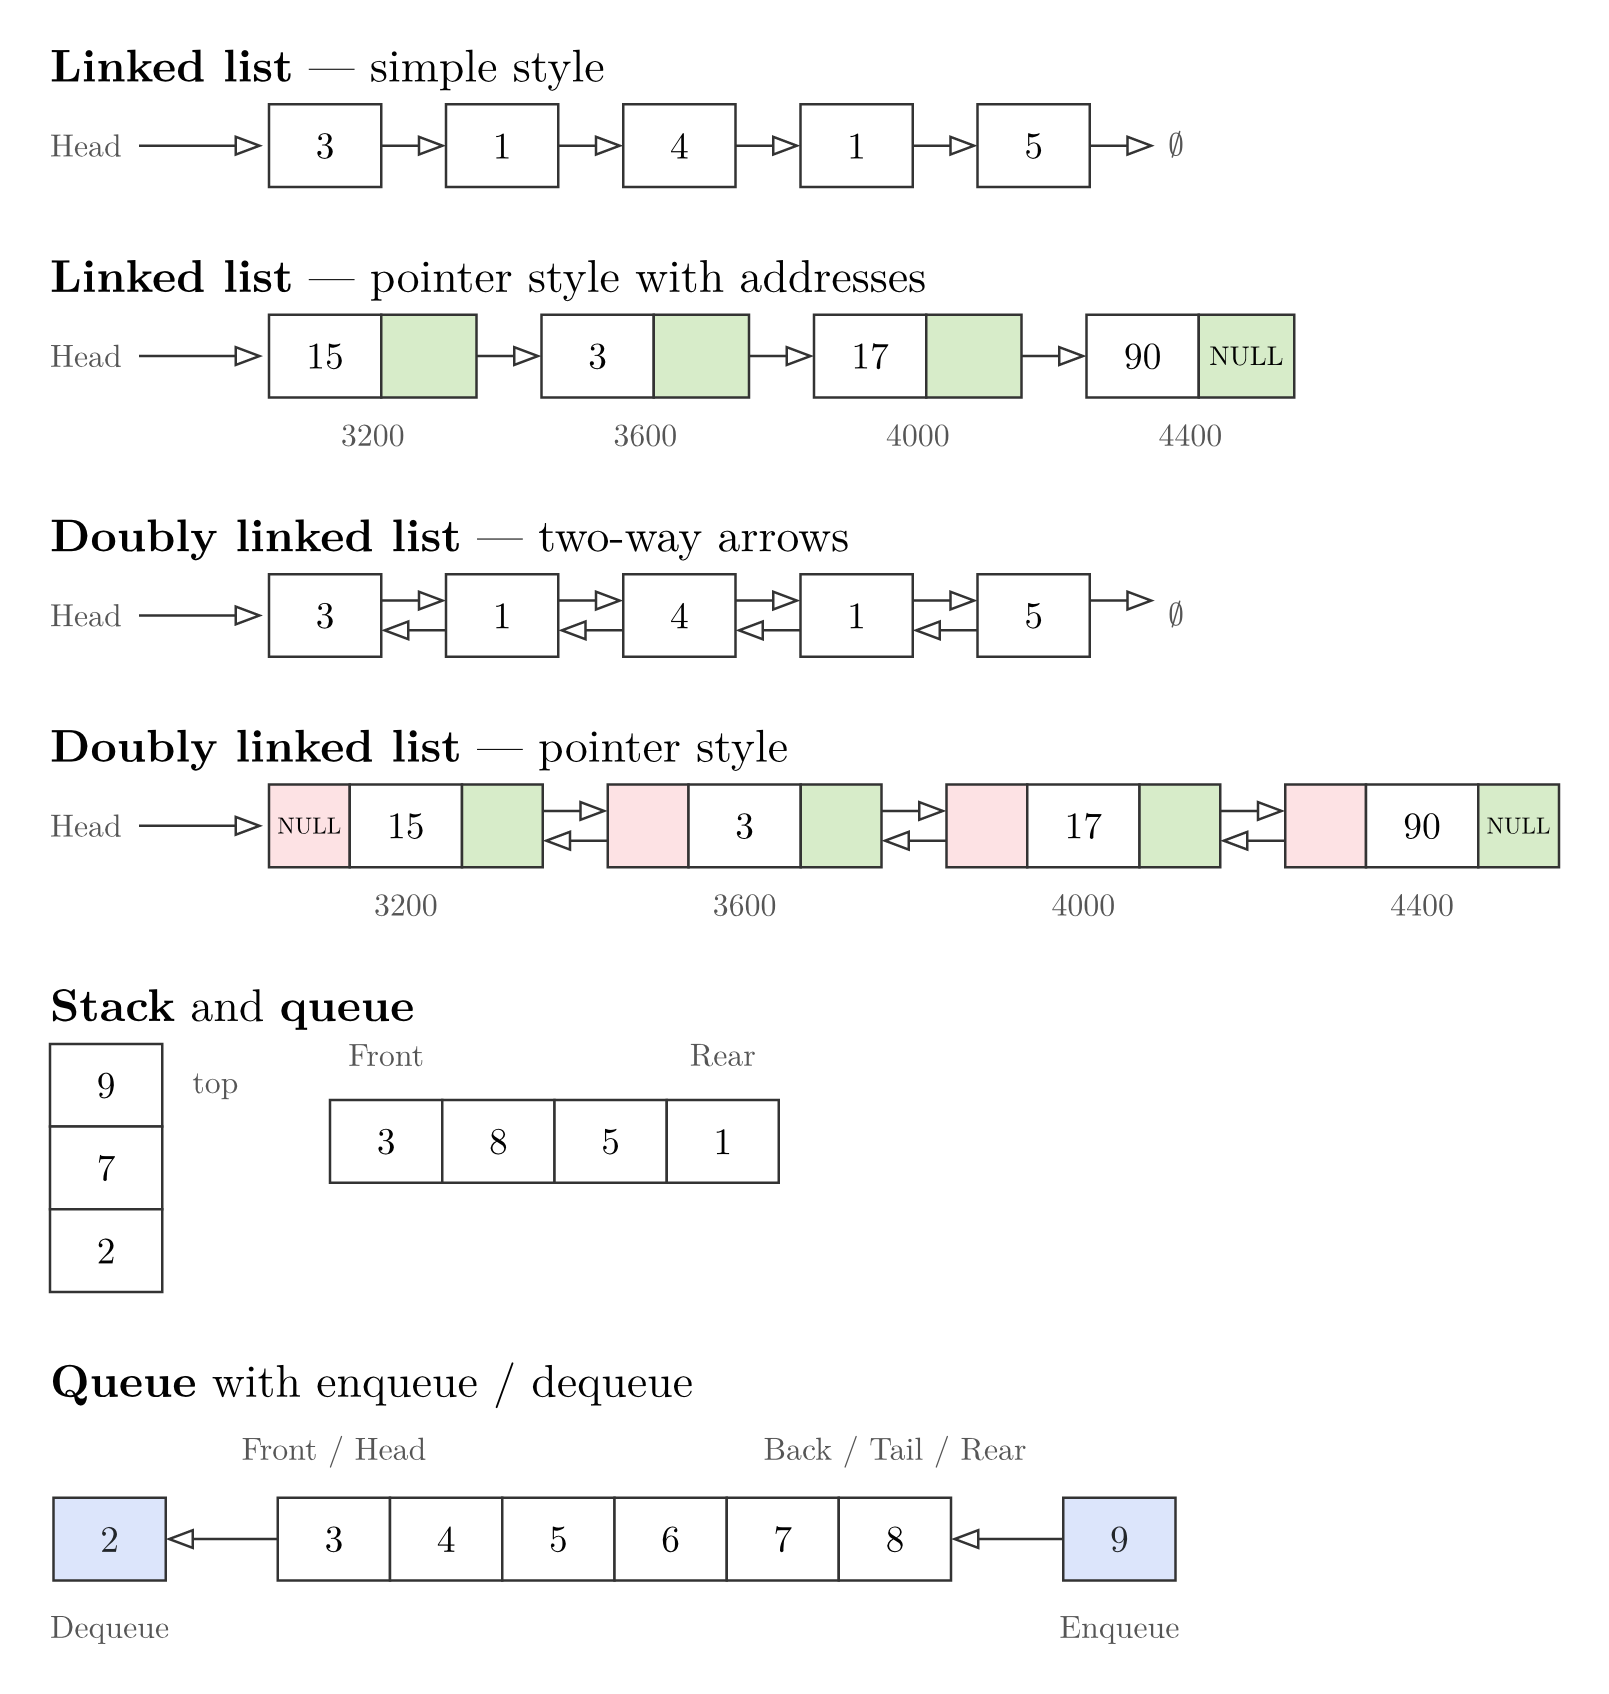 Linked list — simple style
Head 3 1 4 1 5 ∅
Linked list — pointer style with addresses
Head 15 3 17 90 NULL
3200 3600 4000 4400
Doubly linked list — two-way arrows
Head 3 1 4 1 5 ∅
Doubly linked list — pointer style
Head NULL 15 3 17 90 NULL
3200 3600 4000 4400
Stack and queue
Front Rear
9 top
3 8 5 1
7
2
Queue with enqueue / dequeue
Front / Head Back / Tail / Rear
2 3 4 5 6 7 8 9
Dequeue Enqueue